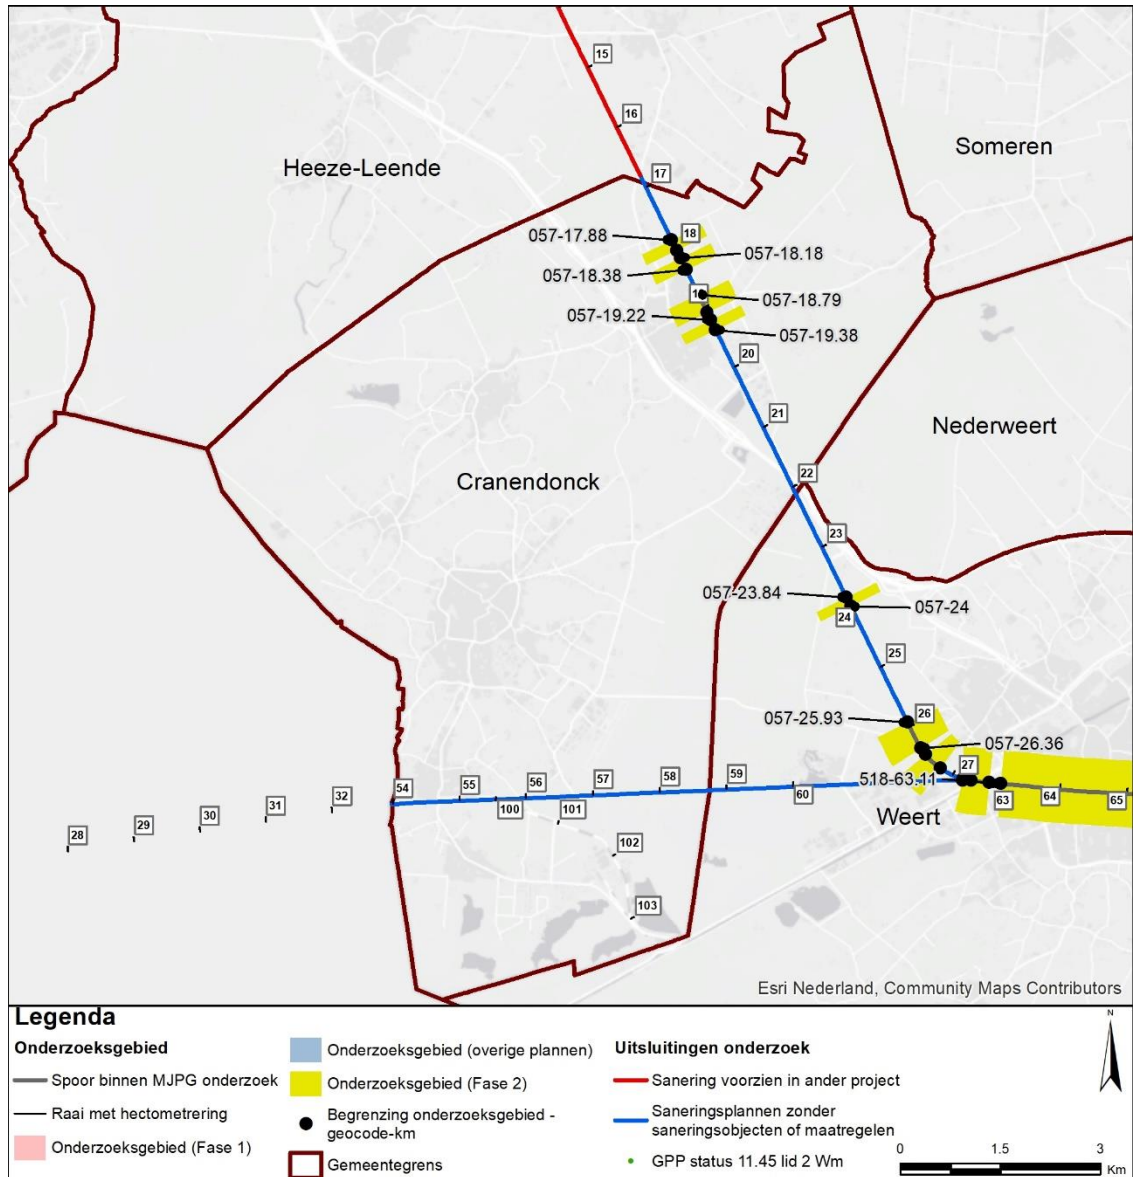 15
16
Someren
Heeze-Leende
17
057-17.88
18
057-18.18
057-18.38
057-18.79
057-19.22
057-19.38
20
21
Nederweert
Cranendonck
22
23
057-23.84
057-24
24
25
057-25.93
26
057-26.36
27
518-63.11
54
55
56
57
58
59
60
63
64
65
28
29
30
31
32
100
101
Weert
102
103
Esri Nederland, Community Maps Contributors
Legenda
Onderzoeksgebied
Spoor binnen MJPG onderzoek
Raai met hectometrering
Onderzoeksgebied (Fase 1)
Onderzoeksgebied (overige plannen)
Onderzoeksgebied (Fase 2)
Begrenzing onderzoeksgebied -
geocode-km
Gemeentegrens
Uitsluitingen onderzoek
Sanering voorzien in ander project
Saneringsplannen zonder
saneringsobjecten of maatregelen
GPP status 11.45 lid 2 Wm
N
0 1.5 3
Km